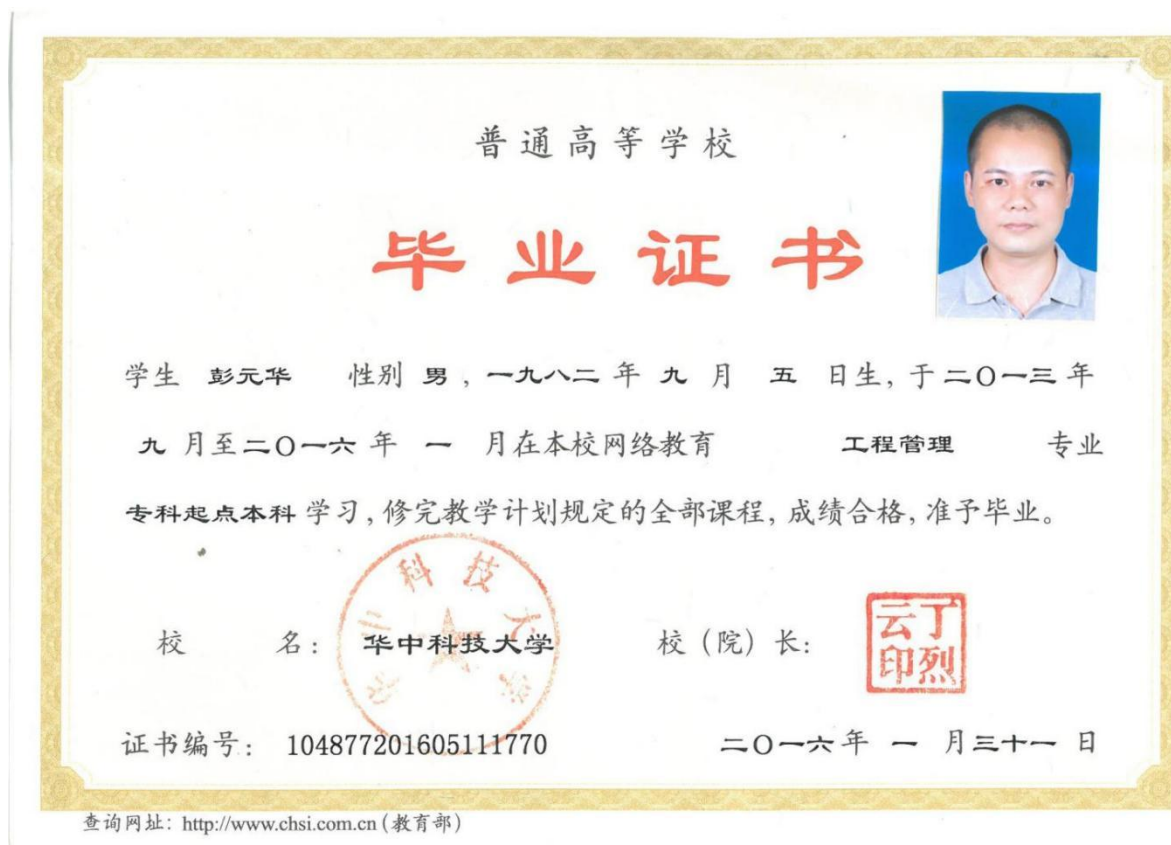 普通高等学校
毕业证书
学生 彭元华 性别 男，一九八二 年 九 月 五 日生，于二〇一三年
九 月至二〇一六 年 一 月在本校网络教育 工程管理 专业
专科起点本科 学习，修完教学计划规定的全部课程，成绩合格，准予毕业。
华中科技大学
校 名： 华中科技大学 校（院）长：
丁烈云印
证书编号： 104877201605111770 二〇一六年 一 月三十一 日
查询网址：http://www.chsi.com.cn（教育部）